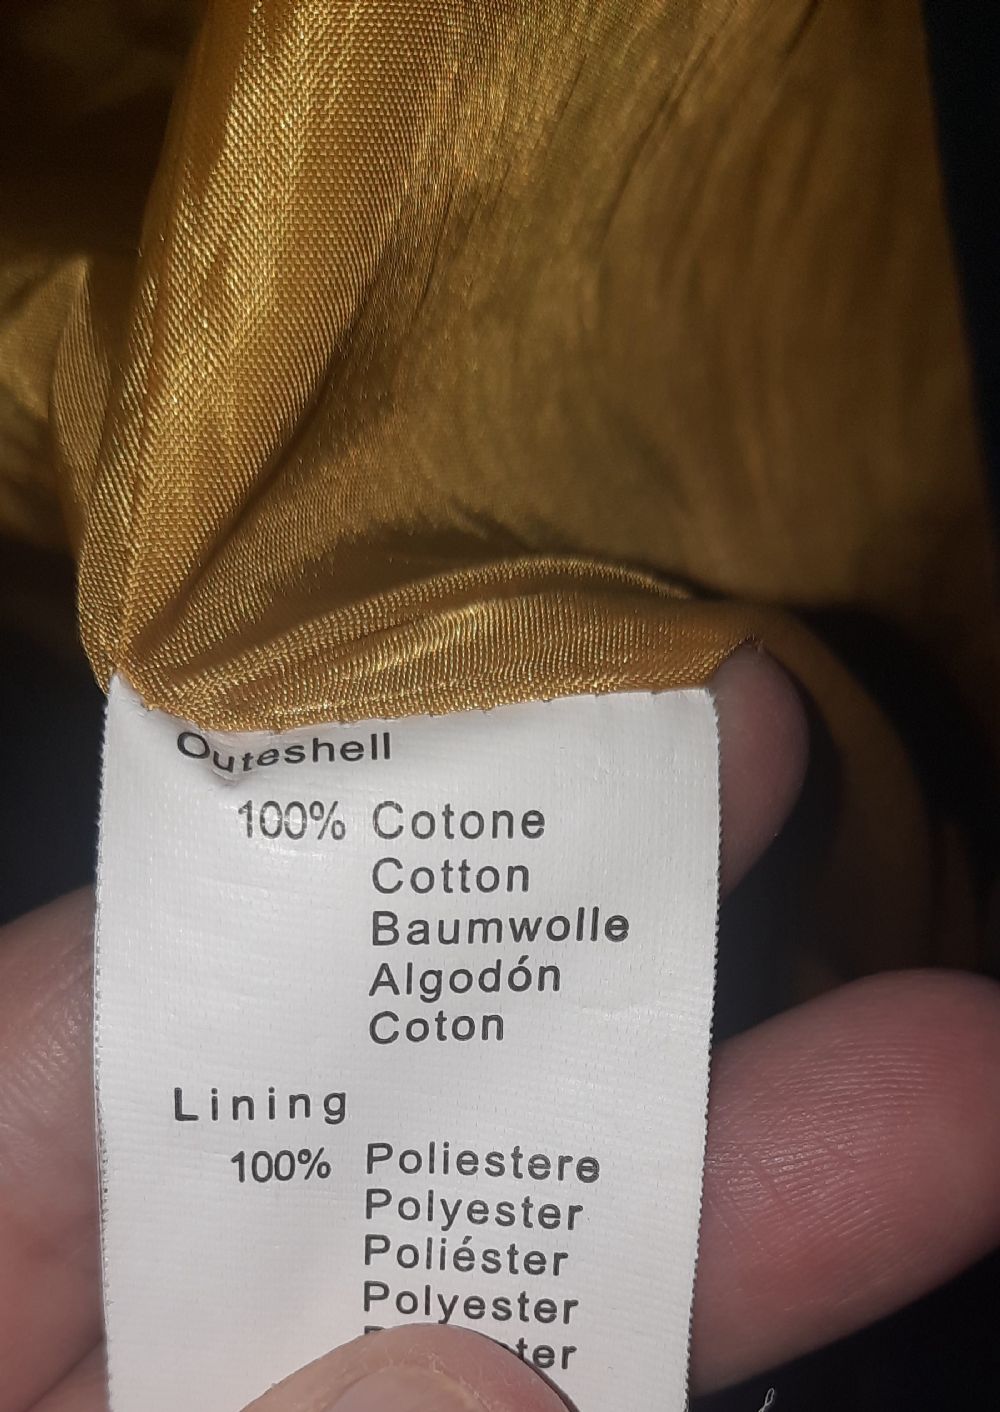 Outeshell
100% Cotone
Cotton
Baumwolle
Algodón
Coton
Lining
100% Poliestere
Polyester
Poliéster
Polyester